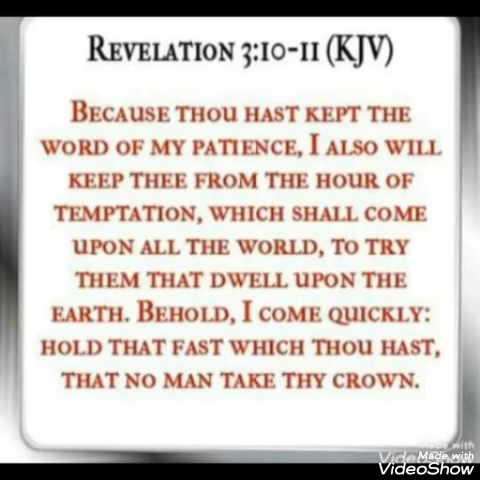 Revelation 3:10-11 (KJV)
Because thou hast kept the
word of my patience, I also will
keep thee from the hour of
temptation, which shall come
upon all the world, to try
them that dwell upon the
earth. Behold, I come quickly:
hold that fast which thou hast,
that no man take thy crown.
Made with
Made with
VideoShow